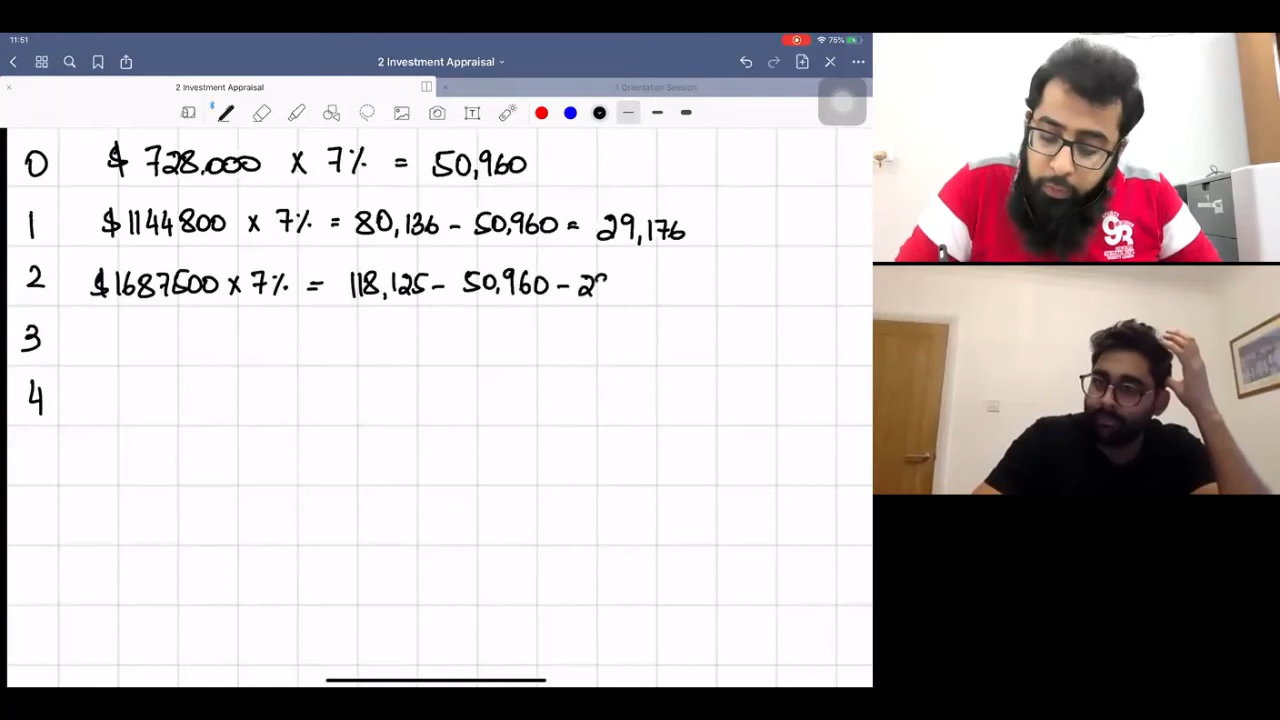 11:51
75%
2 Investment Appraisal
2 Investment Appraisal
1 Orientation Session
0 $ 728.000 x 7% = 50,960
1 $1144800 x 7% = 80,136 - 50,960 = 29,176
2 $1687500 x 7% = 118,125 - 50,960 - 29
3
4